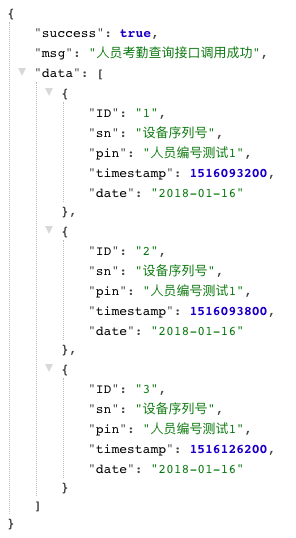 {
"success": true,
"msg": "人员考勤查询接口调用成功",
"data": [
{
"ID": "1",
"sn": "设备序列号",
"pin": "人员编号测试1",
"timestamp": 1516093200,
"date": "2018-01-16"
},
{
"ID": "2",
"sn": "设备序列号",
"pin": "人员编号测试1",
"timestamp": 1516093800,
"date": "2018-01-16"
},
{
"ID": "3",
"sn": "设备序列号",
"pin": "人员编号测试1",
"timestamp": 1516126200,
"date": "2018-01-16"
}
]
}